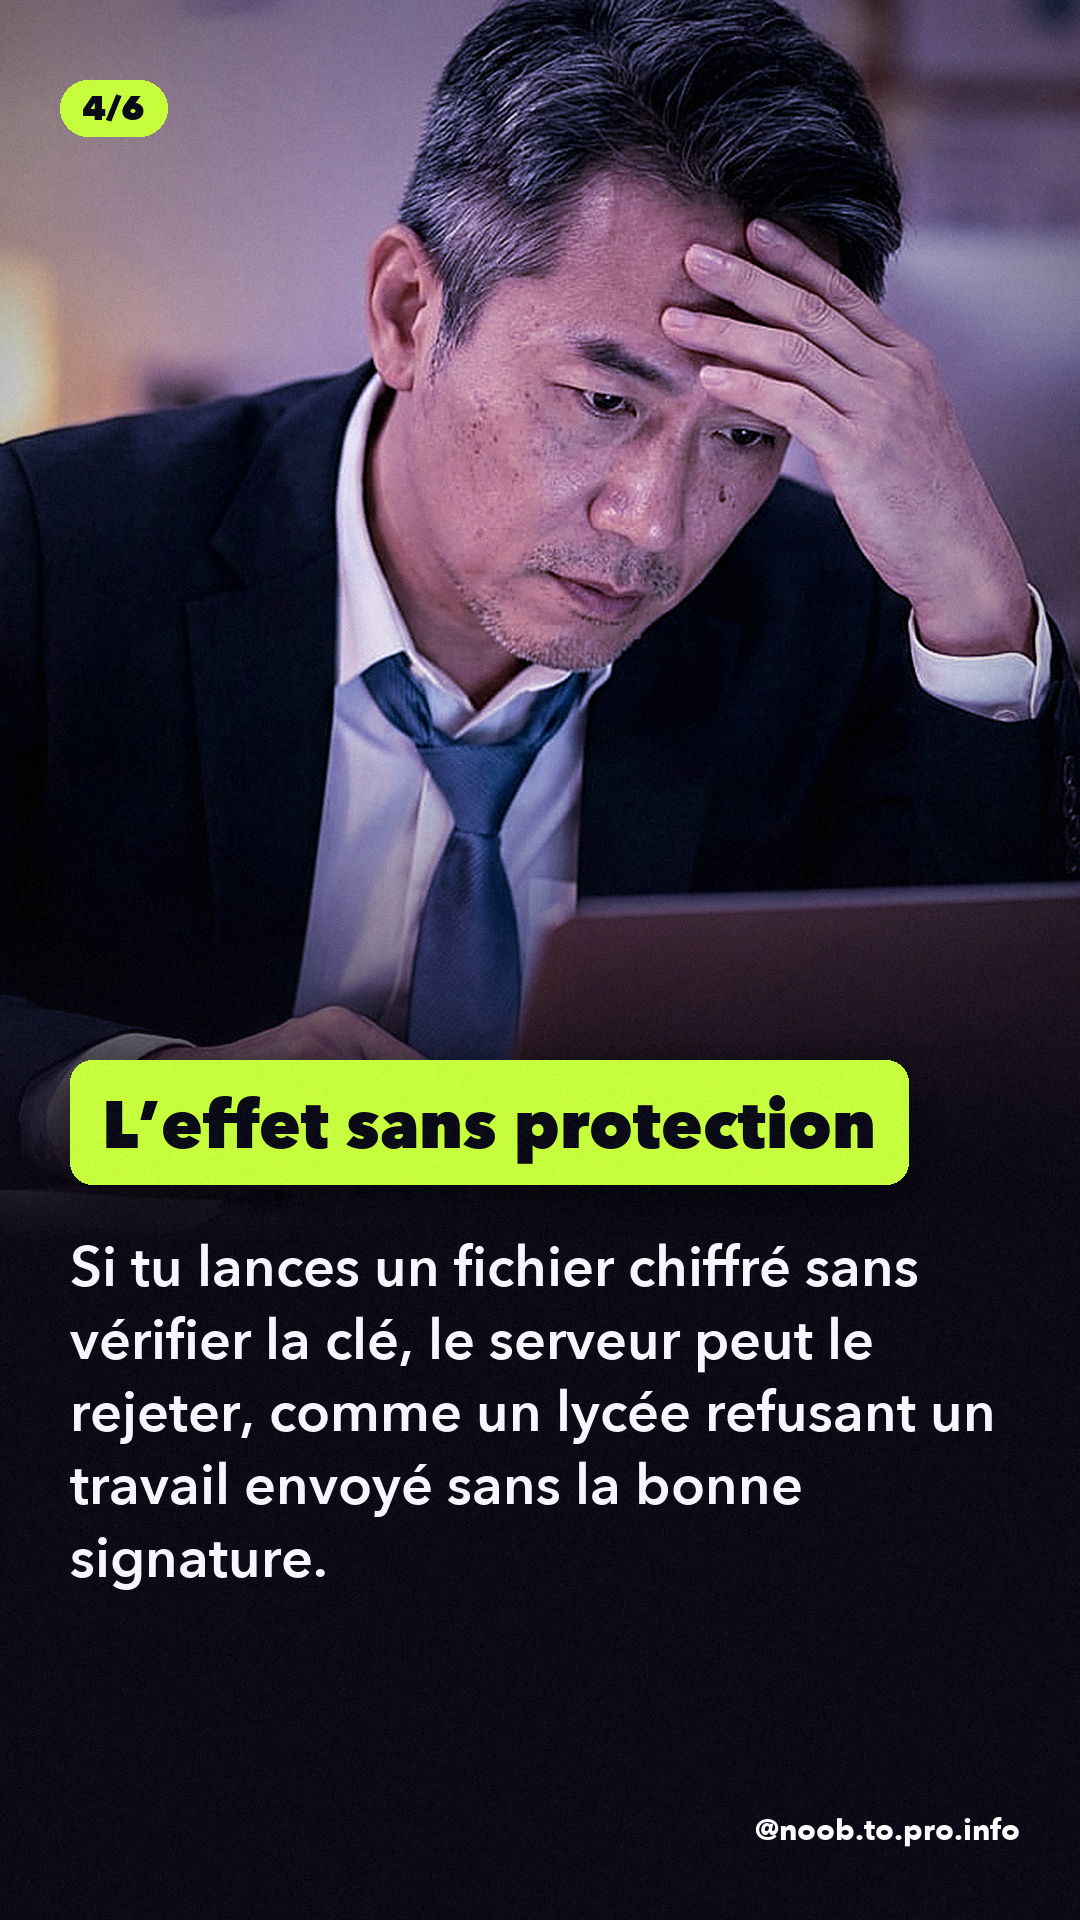 4/6
L’effet sans protection
Si tu lances un fichier chiffré sans
vérifier la clé, le serveur peut le
rejeter, comme un lycée refusant un
travail envoyé sans la bonne
signature.
@noob.to.pro.info